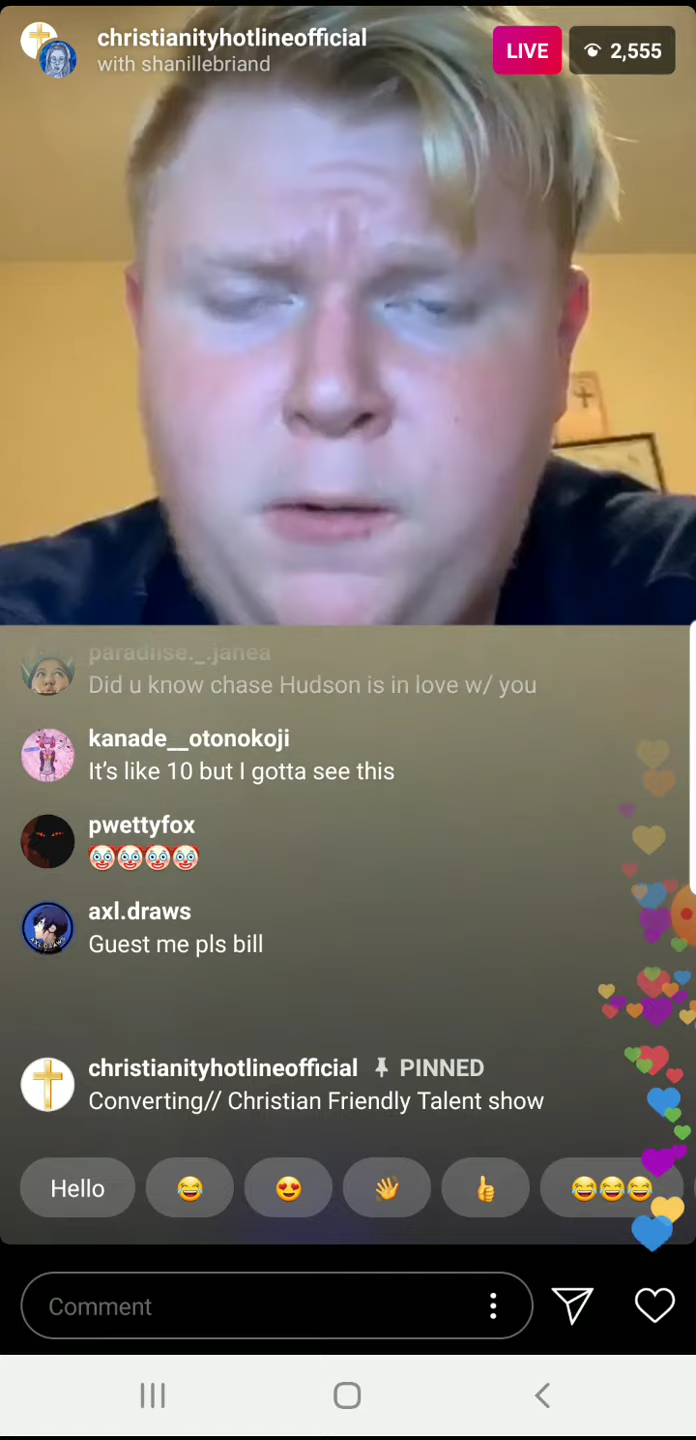 christianityhotlineofficial
with shanillebriand
LIVE
2,555
paradiise._.janea
Did u know chase Hudson is in love w/ you
kanade__otonokoji
It’s like 10 but I gotta see this
pwettyfox
🤡🤡🤡🤡
axl.draws
Guest me pls bill
christianityhotlineofficial PINNED
Converting// Christian Friendly Talent show
Hello 😂 😍 👋 👍 😂😂😂
Comment